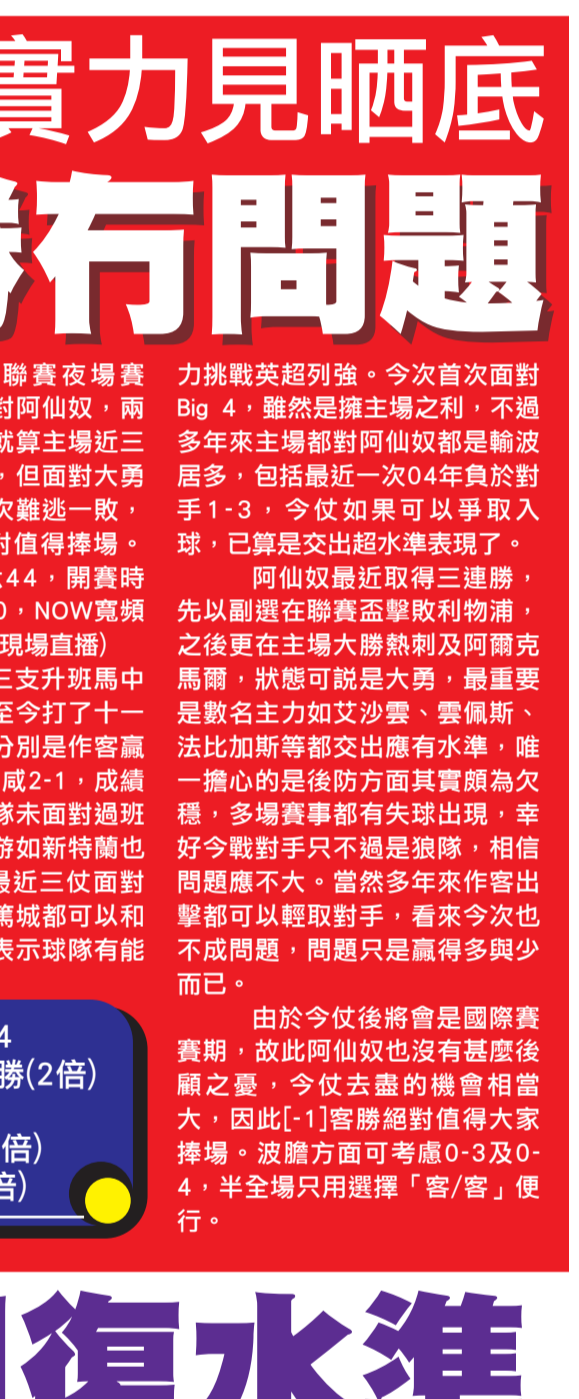 實力見晒底
勝冇問題
聯賽夜場賽
對阿仙奴，兩
就算主場近三
，但面對大勇
次難逃一敗，
對值得捧場。
44，開賽時
0，NOW寬頻
現場直播）
三支升班馬中
至今打了十一
分別是作客贏
咸2-1，成績
隊未面對過班
游如新特蘭也
最近三仗面對
篤城都可以和
表示球隊有能
力挑戰英超列強。今次首次面對
Big 4，雖然是擁主場之利，不過
多年來主場都對阿仙奴都是輸波
居多，包括最近一次04年負於對
手1-3，今仗如果可以爭取入
球，已算是交出超水準表現了。
阿仙奴最近取得三連勝，
先以副選在聯賽盃擊敗利物浦，
之後更在主場大勝熱刺及阿爾克
馬爾，狀態可說是大勇，最重要
是數名主力如艾沙雲、雲佩斯、
法比加斯等都交出應有水準，唯
一擔心的是後防方面其實頗為欠
穩，多場賽事都有失球出現，幸
好今戰對手只不過是狼隊，相信
問題應不大。當然多年來作客出
擊都可以輕取對手，看來今次也
不成問題，問題只是贏得多與少
而已。
由於今仗後將會是國際賽
賽期，故此阿仙奴也沒有甚麼後
顧之憂，今仗去盡的機會相當
大，因此[-1]客勝絕對值得大家
捧場。波膽方面可考慮0-3及0-
4，半全場只用選擇「客/客」便
行。
4
勝(2倍)
倍)
倍)
回復水準